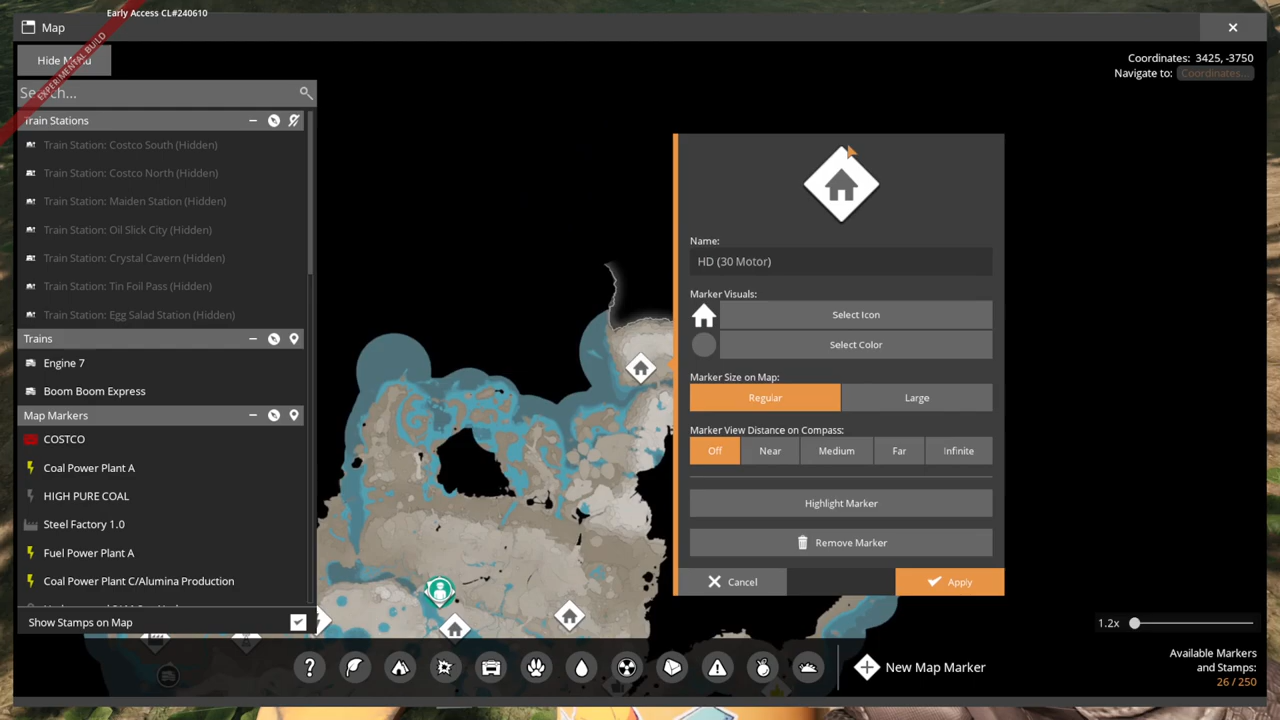 Early Access CL#240610
EXPERIMENTAL BUILD
Map
Hide Menu
Search...
Train Stations
Train Station: Costco South (Hidden)
Train Station: Costco North (Hidden)
Train Station: Maiden Station (Hidden)
Train Station: Oil Slick City (Hidden)
Train Station: Crystal Cavern (Hidden)
Train Station: Tin Foil Pass (Hidden)
Train Station: Egg Salad Station (Hidden)
Trains
Engine 7
Boom Boom Express
Map Markers
COSTCO
Coal Power Plant A
HIGH PURE COAL
Steel Factory 1.0
Fuel Power Plant A
Coal Power Plant C/Alumina Production
Show Stamps on Map
Coordinates: 3425, -3750
Navigate to: Coordinates...
Name:
HD (30 Motor)
Marker Visuals:
Select Icon
Select Color
Marker Size on Map:
Regular Large
Marker View Distance on Compass:
Off Near Medium Far Infinite
Highlight Marker
Remove Marker
Cancel Apply
1.2x
New Map Marker
Available Markers
and Stamps:
26 / 250